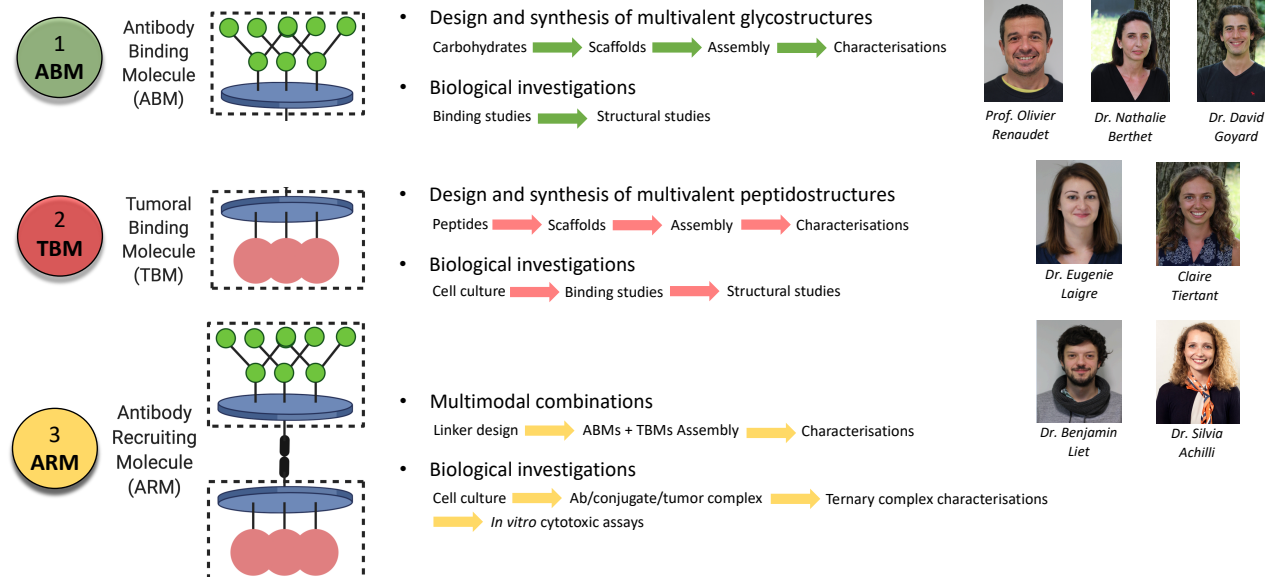 1
ABM
Antibody
Binding
Molecule
(ABM)
• Design and synthesis of multivalent glycostructures
Carbohydrates Scaffolds Assembly Characterisations
• Biological investigations
Binding studies Structural studies
Prof. Olivier
Renaudet
Dr. Nathalie
Berthet
Dr. David
Goyard
2
TBM
Tumoral
Binding
Molecule
(TBM)
• Design and synthesis of multivalent peptidostructures
Peptides Scaffolds Assembly Characterisations
• Biological investigations
Cell culture Binding studies Structural studies
Dr. Eugenie
Laigre
Claire
Tiertant
3
ARM
Antibody
Recruiting
Molecule
(ARM)
• Multimodal combinations
Linker design ABMs + TBMs Assembly Characterisations
• Biological investigations
Cell culture Ab/conjugate/tumor complex Ternary complex characterisations
In vitro cytotoxic assays
Dr. Benjamin
Liet
Dr. Silvia
Achilli